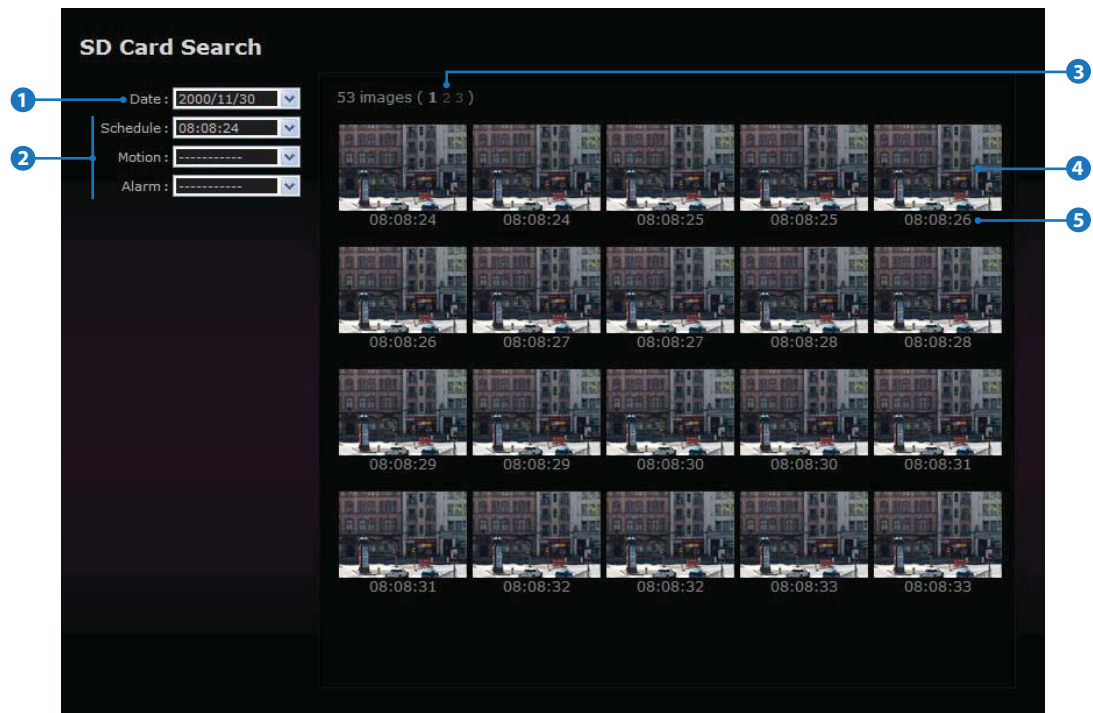 SD Card Search
1
Date : 2000/11/30
2
Schedule : 08:08:24
Motion : -----------
Alarm : -----------
3
53 images ( 1 2 3 )
4
08:08:24 08:08:24 08:08:25 08:08:25 08:08:26
5
08:08:26 08:08:27 08:08:27 08:08:28 08:08:28
08:08:29 08:08:29 08:08:30 08:08:30 08:08:31
08:08:31 08:08:32 08:08:32 08:08:33 08:08:33